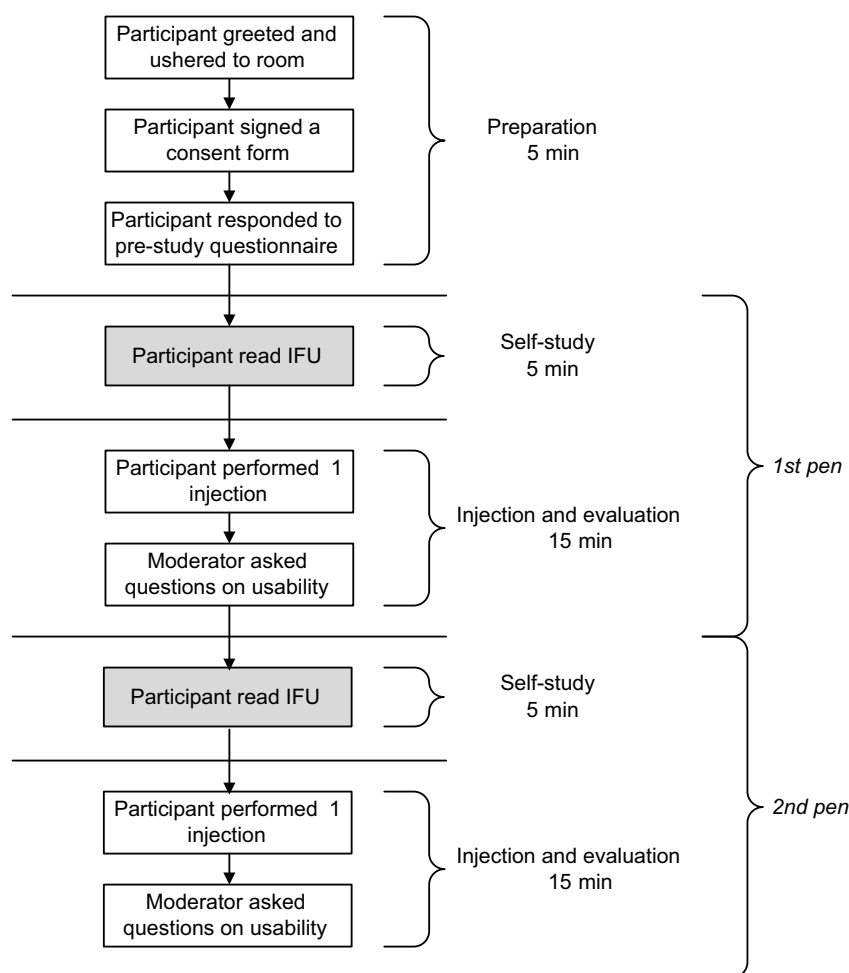 Participant greeted and
ushered to room
Participant signed a
consent form
Participant responded to
pre-study questionnaire
Preparation
5 min
Participant read IFU
Self-study
5 min
Participant performed 1
injection
Moderator asked
questions on usability
Injection and evaluation
15 min
1st pen
Participant read IFU
Self-study
5 min
Participant performed 1
injection
Moderator asked
questions on usability
Injection and evaluation
15 min
2nd pen